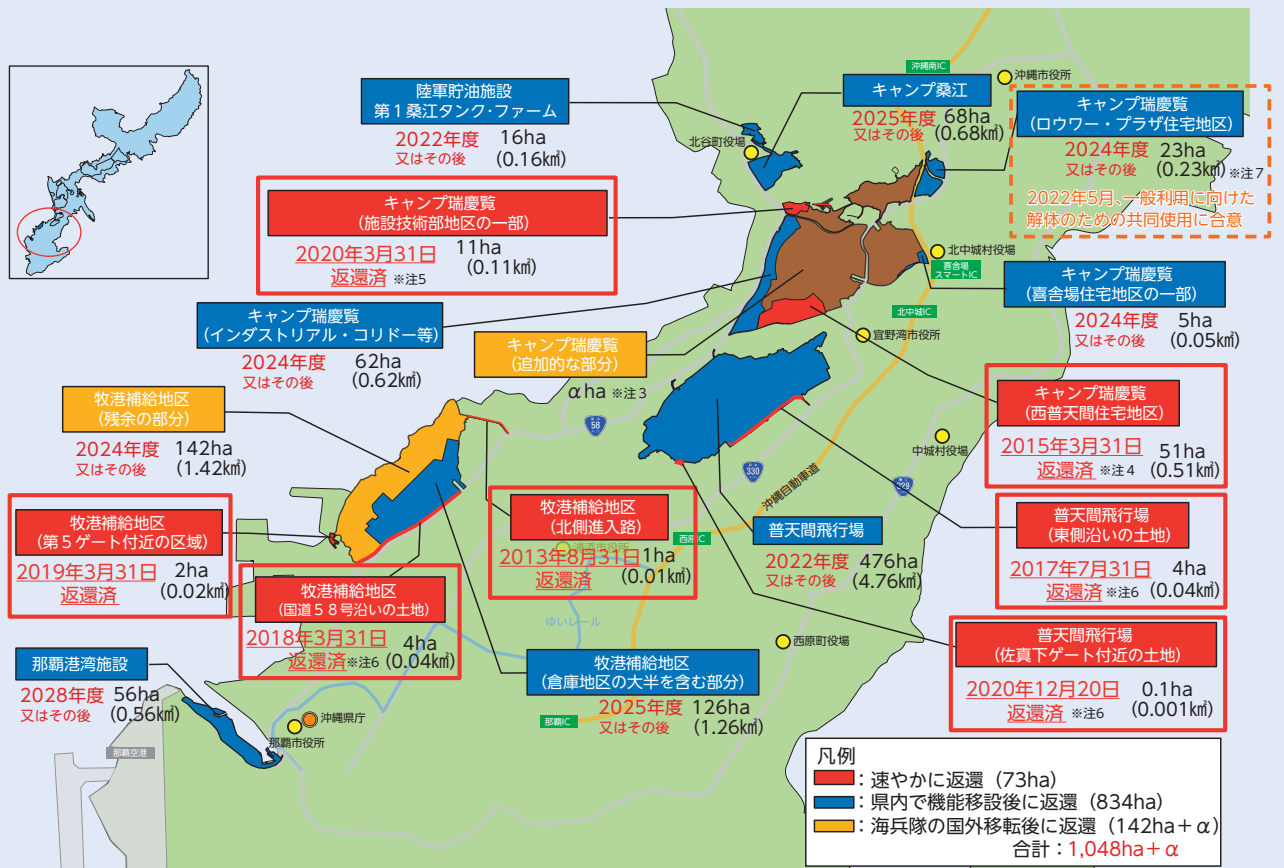 沖縄南IC
沖縄市役所
陸軍貯油施設
第1桑江タンク・ファーム
2022年度
又はその後
16ha
(0.16㎢)
北谷町役場
キャンプ桑江
2025年度
又はその後
68ha
(0.68㎢)
キャンプ瑞慶覧
(ロウワー・プラザ住宅地区)
2024年度
又はその後
23ha
(0.23㎢)※注7
2022年5月、一般利用に向けた
解体のための共同使用に合意
キャンプ瑞慶覧
(施設技術部地区の一部)
2020年3月31日
返還済 ※注5
11ha
(0.11㎢)
北中城村役場
喜舎場
スマートIC
キャンプ瑞慶覧
(喜舎場住宅地区の一部)
2024年度
又はその後
5ha
(0.05㎢)
キャンプ瑞慶覧
(インダストリアル・コリドー等)
2024年度
又はその後
62ha
(0.62㎢)
北中城IC
宜野湾市役所
キャンプ瑞慶覧
(追加的な部分)
αha ※注3
牧港補給地区
(残余の部分)
2024年度
又はその後
142ha
(1.42㎢)
58
キャンプ瑞慶覧
(西普天間住宅地区)
2015年3月31日
返還済 ※注4
51ha
(0.51㎢)
中城村役場
330
沖縄自動車道
329
牧港補給地区
(第5ゲート付近の区域)
2019年3月31日
返還済
2ha
(0.02㎢)
牧港補給地区
(北側進入路)
浦添市役所
2013年8月31日
返還済
1ha
(0.01㎢)
西原IC
普天間飛行場
2022年度
又はその後
476ha
(4.76㎢)
普天間飛行場
(東側沿いの土地)
2017年7月31日
返還済 ※注6
4ha
(0.04㎢)
牧港補給地区
(国道58号沿いの土地)
2018年3月31日
返還済※注6
4ha
(0.04㎢)
ゆいレール
西原町役場
普天間飛行場
(佐真下ゲート付近の土地)
2020年12月20日
返還済 ※注6
0.1ha
(0.001㎢)
那覇港湾施設
2028年度
又はその後
56ha
(0.56㎢)
牧港補給地区
(倉庫地区の大半を含む部分)
2025年度
又はその後
126ha
(1.26㎢)
沖縄県庁
那覇市役所
那覇IC
那覇空港
凡例
:速やかに返還(73ha)
:県内で機能移設後に返還(834ha)
:海兵隊の国外移転後に返還(142ha+α)
合計:1,048ha+α